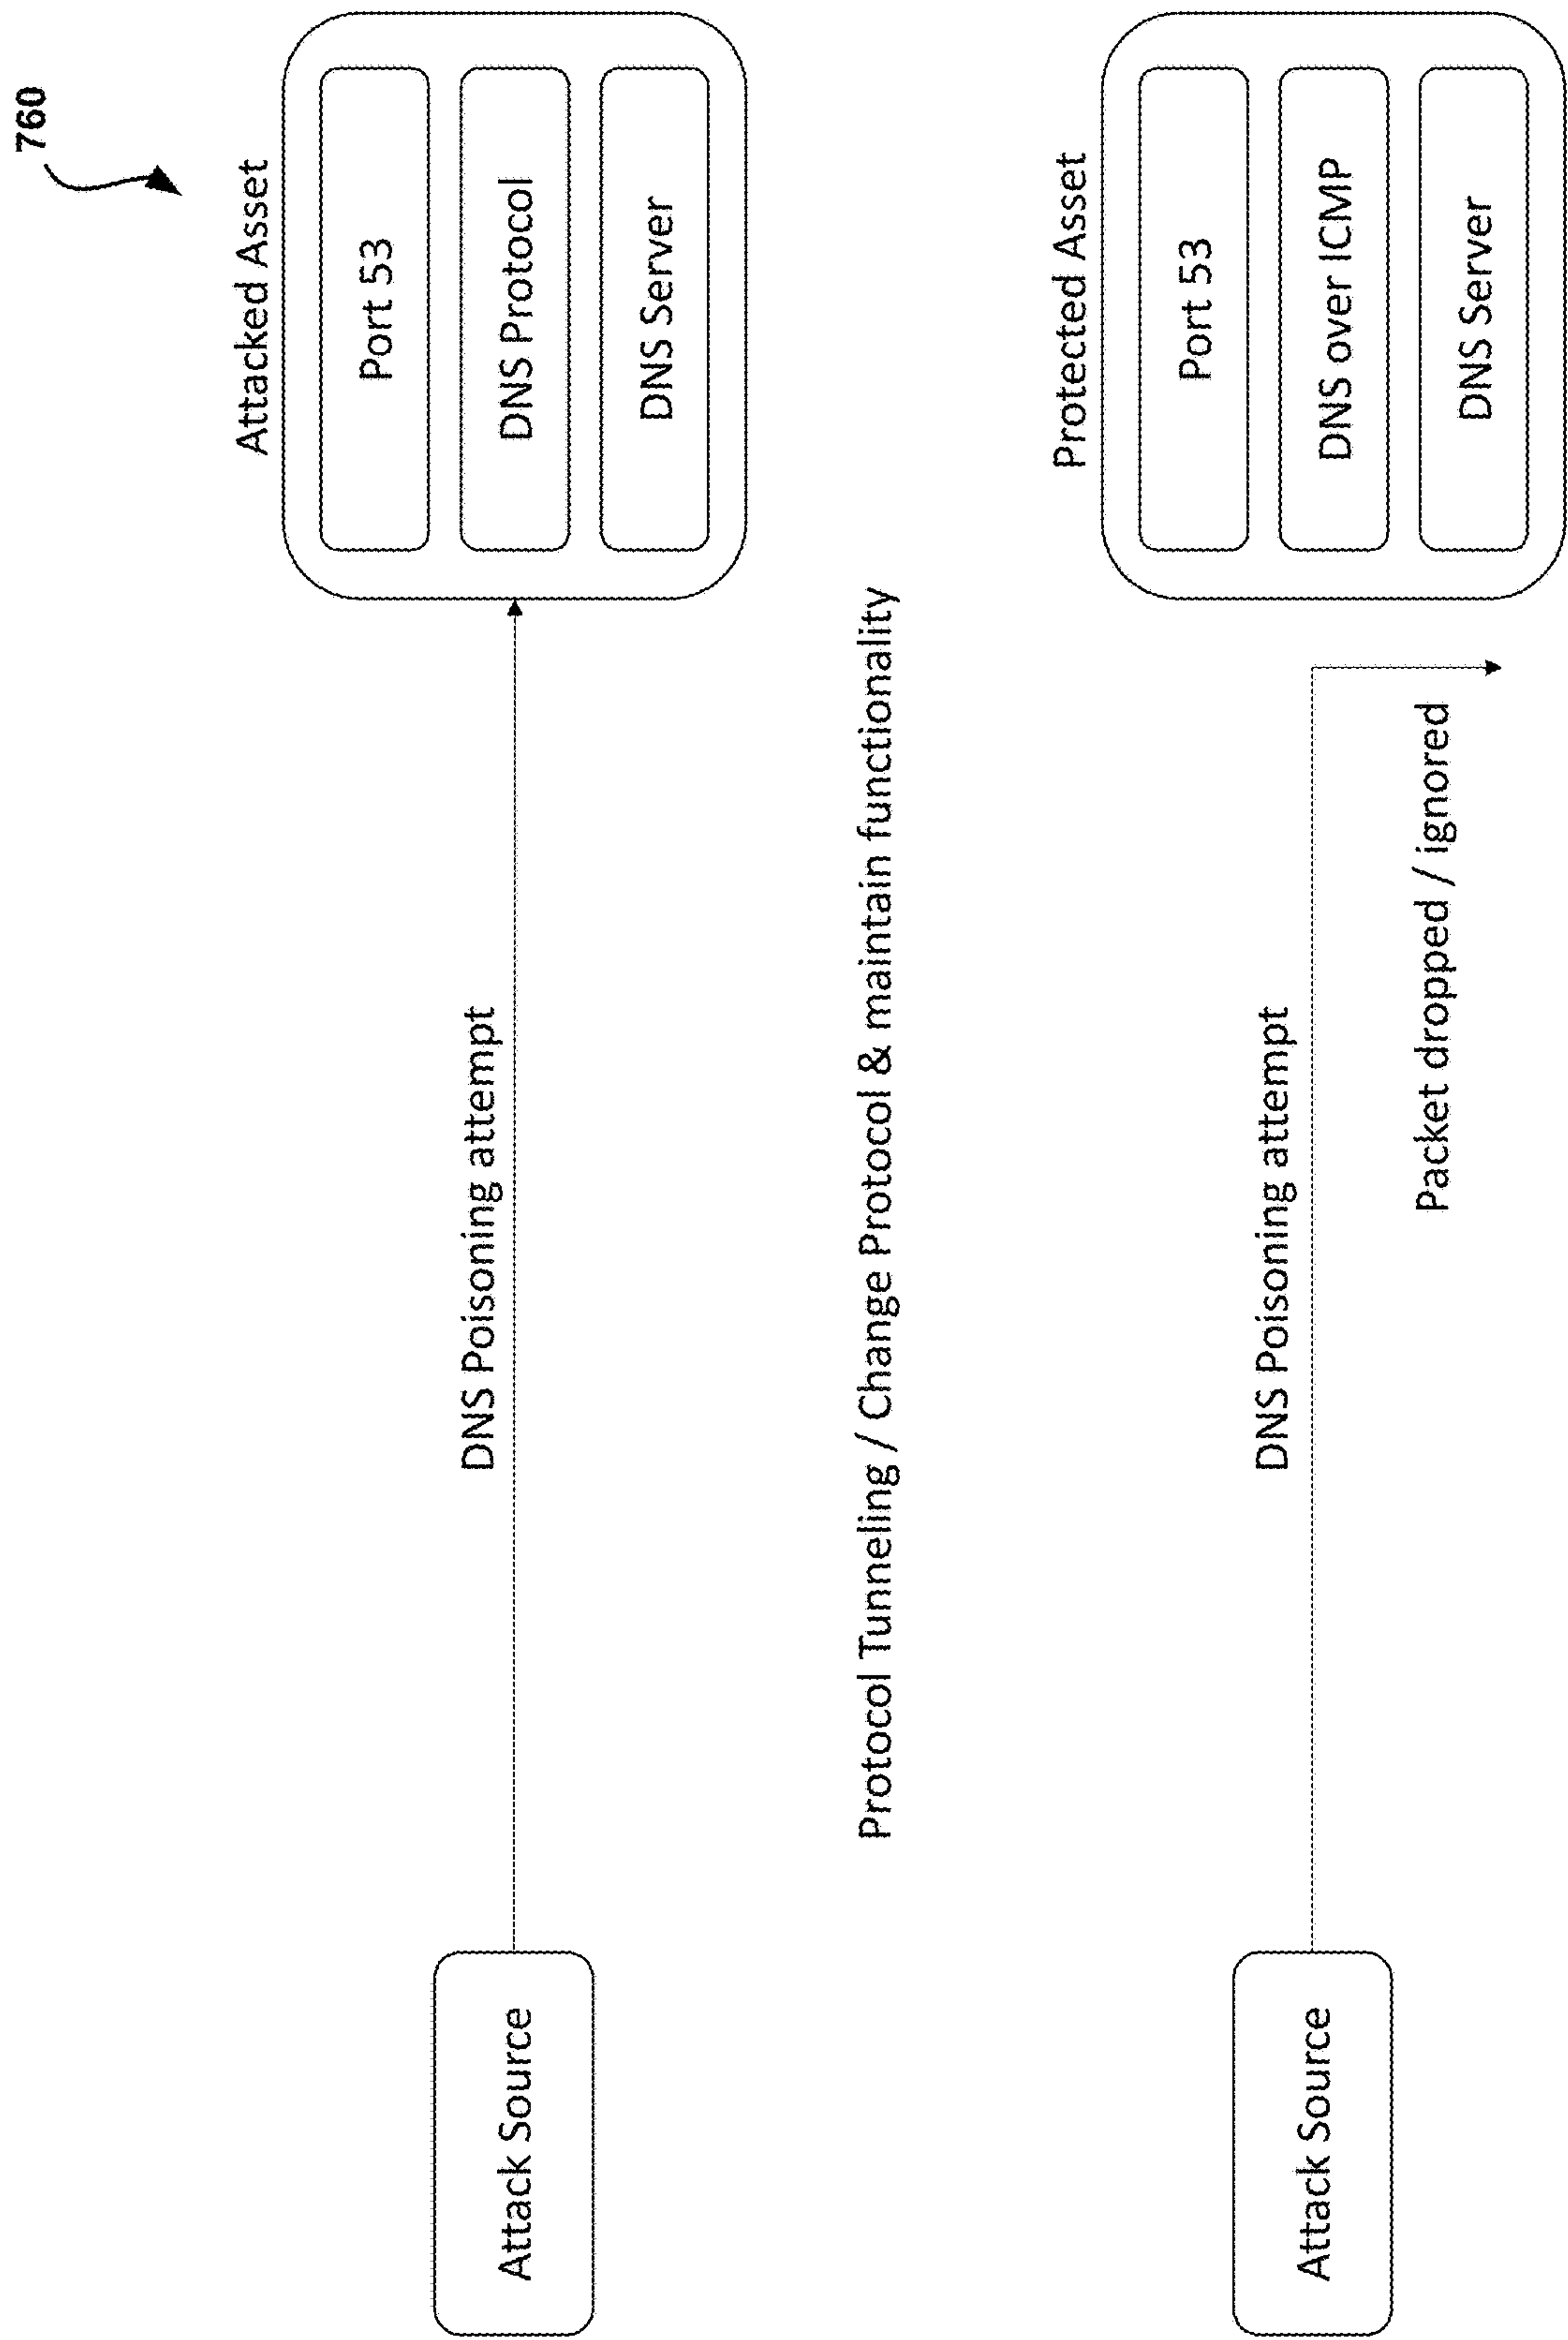 760
Attacked Asset
Port 53
DNS Protocol
DNS Server
DNS Poisoning attempt
Attack Source
Protocol Tunneling / Change Protocol & maintain functionality
Protected Asset
Port 53
DNS over ICMP
DNS Server
DNS Poisoning attempt
Packet dropped / ignored
Attack Source